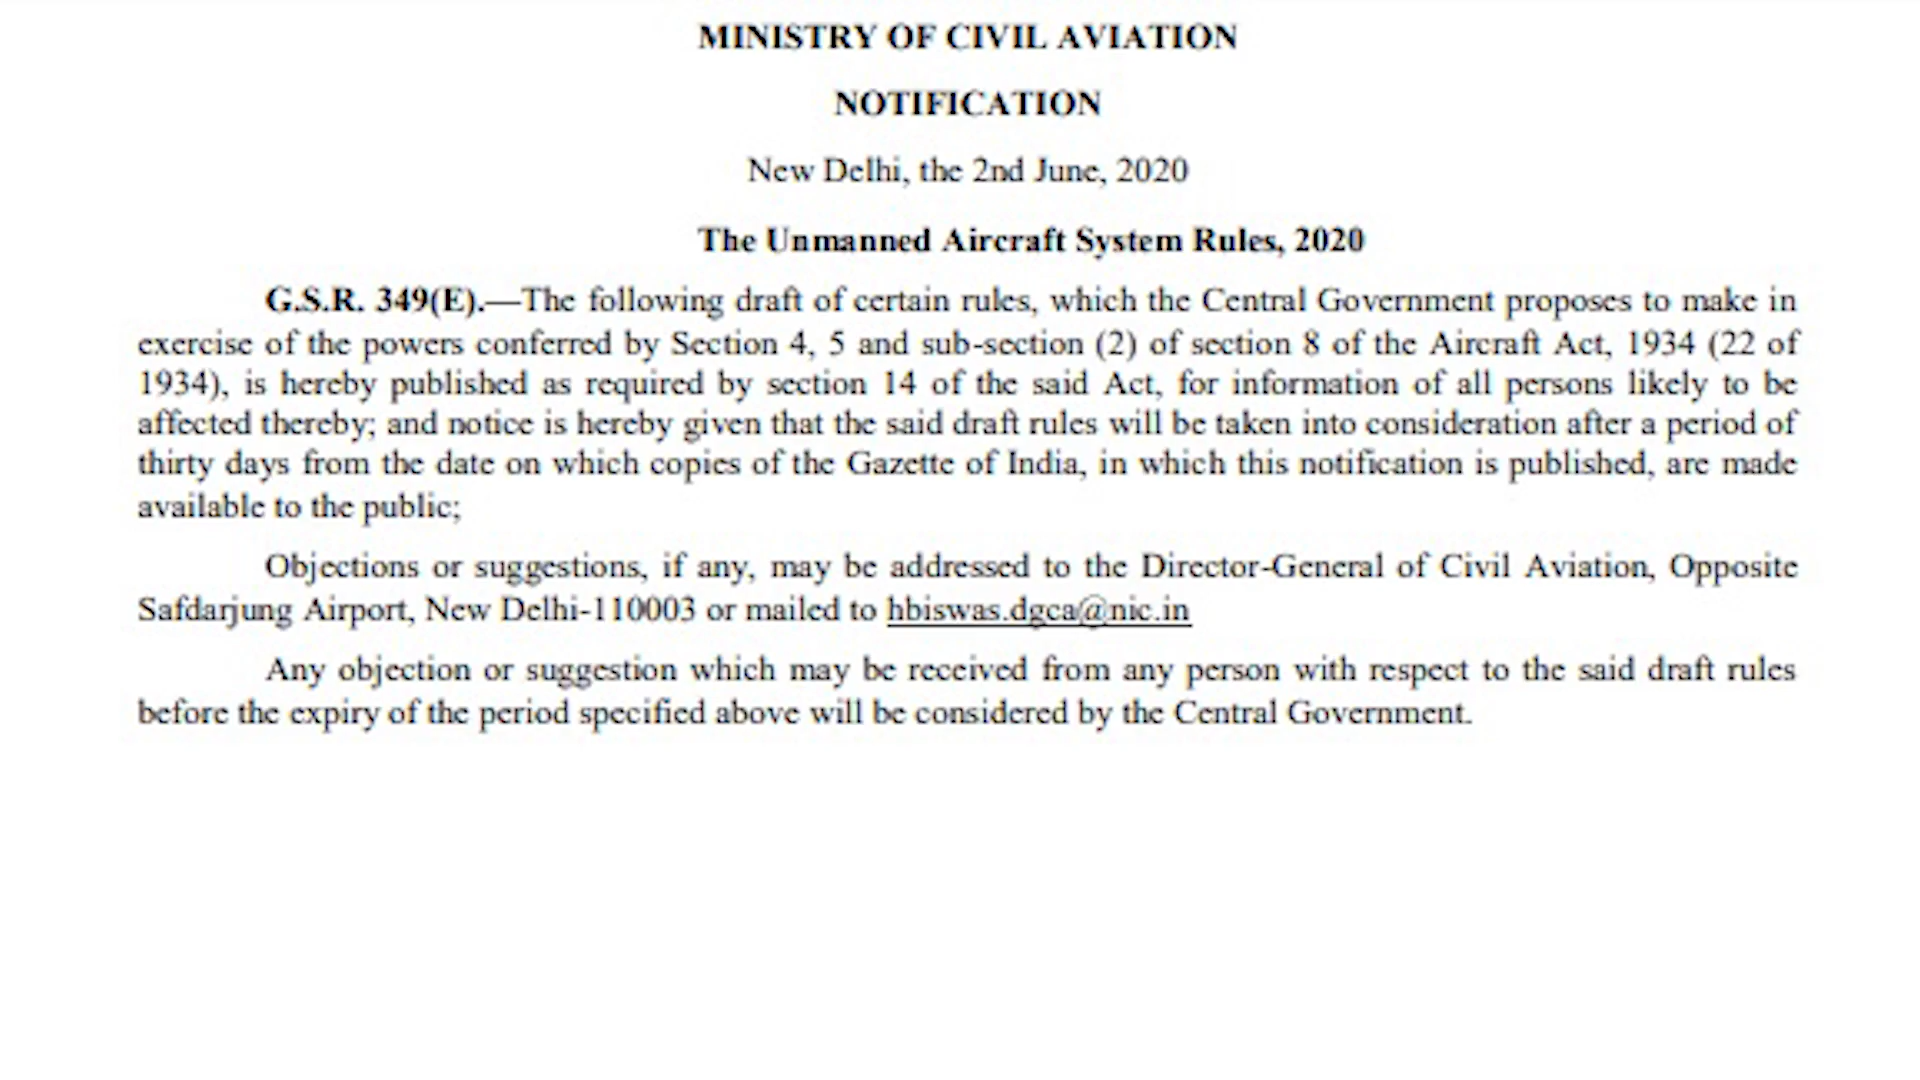 MINISTRY OF CIVIL AVIATION
NOTIFICATION
New Delhi, the 2nd June, 2020
The Unmanned Aircraft System Rules, 2020
G.S.R. 349(E).—The following draft of certain rules, which the Central Government proposes to make in
exercise of the powers conferred by Section 4, 5 and sub-section (2) of section 8 of the Aircraft Act, 1934 (22 of
1934), is hereby published as required by section 14 of the said Act, for information of all persons likely to be
affected thereby; and notice is hereby given that the said draft rules will be taken into consideration after a period of
thirty days from the date on which copies of the Gazette of India, in which this notification is published, are made
available to the public;
Objections or suggestions, if any, may be addressed to the Director-General of Civil Aviation, Opposite
Safdarjung Airport, New Delhi-110003 or mailed to hbiswas.dgca@nic.in
Any objection or suggestion which may be received from any person with respect to the said draft rules
before the expiry of the period specified above will be considered by the Central Government.